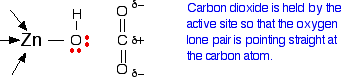 H
O δ–
Zn — O C δ+
O δ–
Carbon dioxide is held by the
active site so that the oxygen
lone pair is pointing straight at
the carbon atom.